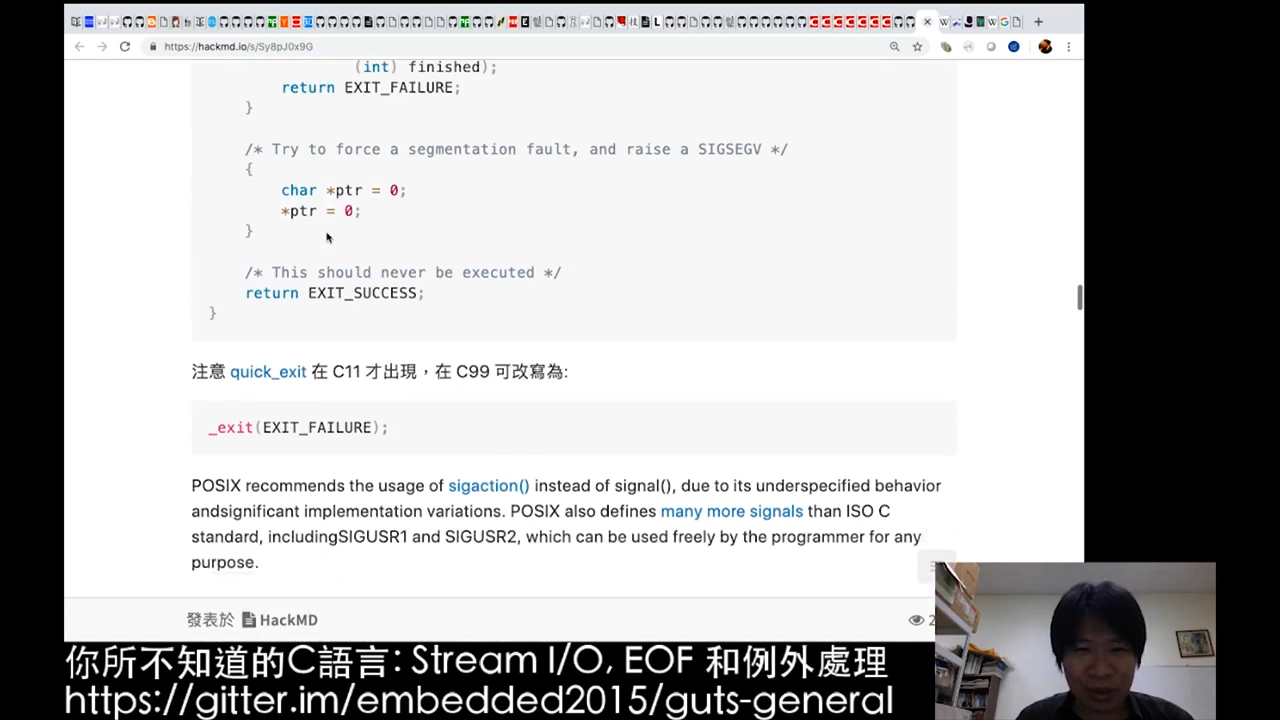 https://hackmd.io/s/Sy8pJ0x9G
(int) finished);
return EXIT_FAILURE;
}
/* Try to force a segmentation fault, and raise a SIGSEGV */
{
char *ptr = 0;
*ptr = 0;
}
/* This should never be executed */
return EXIT_SUCCESS;
}
注意 quick_exit 在 C11 才出現，在 C99 可改寫為:
_exit(EXIT_FAILURE);
POSIX recommends the usage of sigaction() instead of signal(), due to its underspecified behavior
andsignificant implementation variations. POSIX also defines many more signals than ISO C
standard, includingSIGUSR1 and SIGUSR2, which can be used freely by the programmer for any
purpose.
發表於 HackMD
你所不知道的C語言: Stream I/O, EOF 和例外處理
https://gitter.im/embedded2015/guts-general